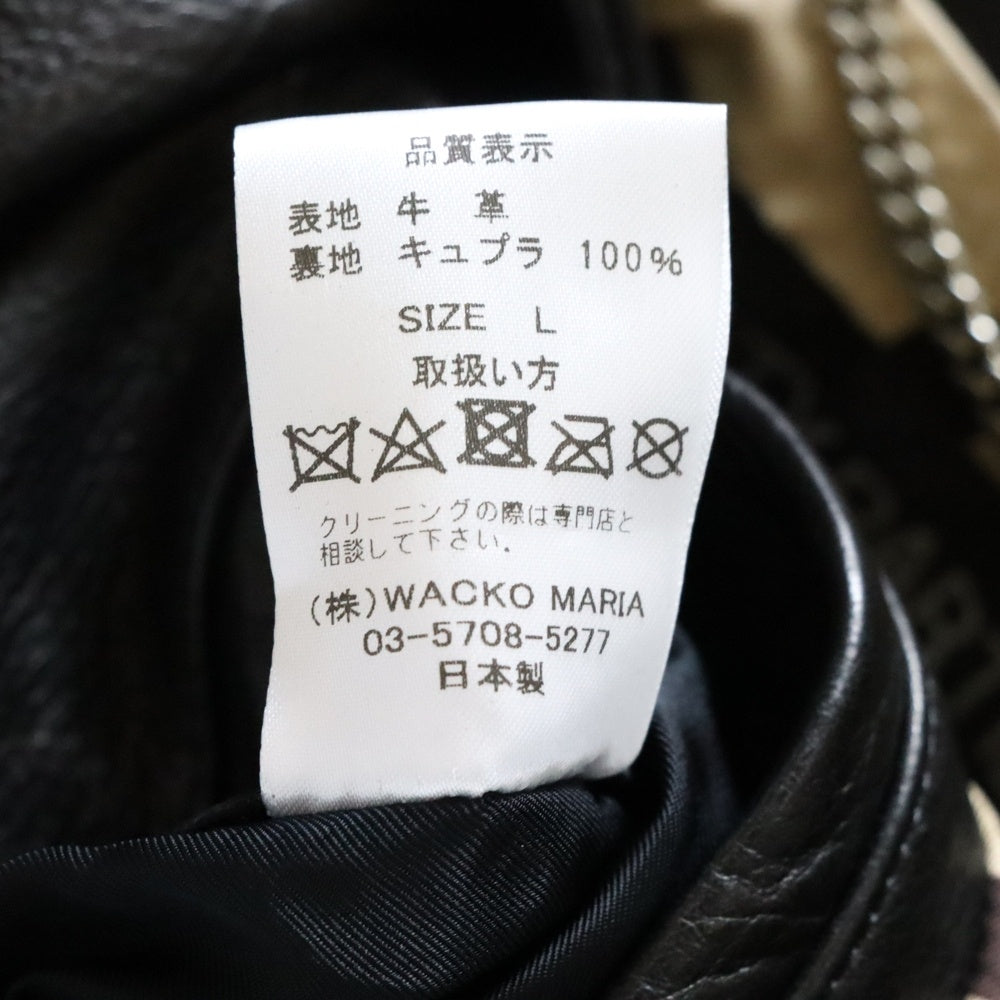 品質表示
表地 牛 革
裏地 キュプラ 100%
SIZE L
取扱い方
クリーニングの際は専門店と
相談して下さい。
(株)WACKO MARIA
03-5708-5277
日本製